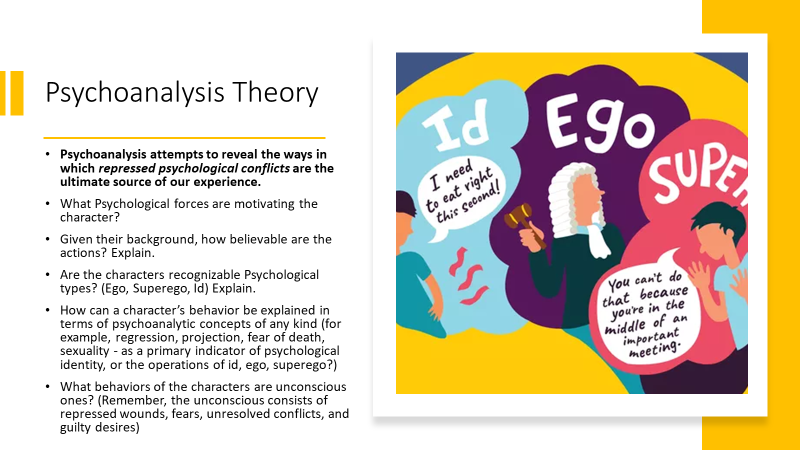 Psychoanalysis Theory
• Psychoanalysis attempts to reveal the ways in
which repressed psychological conflicts are the
ultimate source of our experience.
• What Psychological forces are motivating the
character?
• Given their background, how believable are the
actions? Explain.
• Are the characters recognizable Psychological
types? (Ego, Superego, Id) Explain.
• How can a character’s behavior be explained in
terms of psychoanalytic concepts of any kind (for
example, regression, projection, fear of death,
sexuality - as a primary indicator of psychological
identity, or the operations of id, ego, superego?)
• What behaviors of the characters are unconscious
ones? (Remember, the unconscious consists of
repressed wounds, fears, unresolved conflicts, and
guilty desires)
Id
I need
to eat right
this second!
Ego
SUPER
You can't do
that because
you're in the
middle of an
important
meeting.